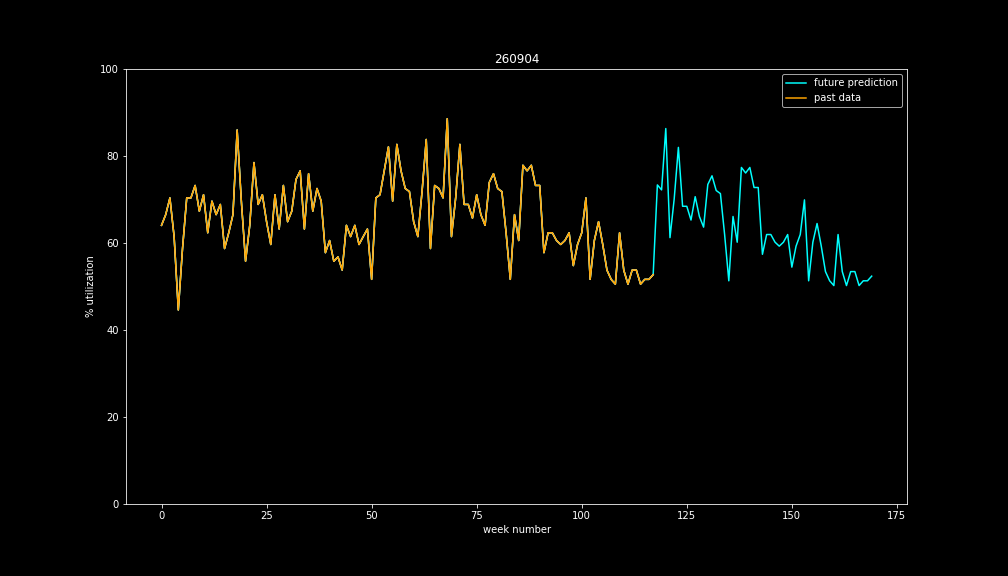 260904
future prediction
past data
100
80
60
40
20
0
% utilization
0 25 50 75 100 125 150 175
week number